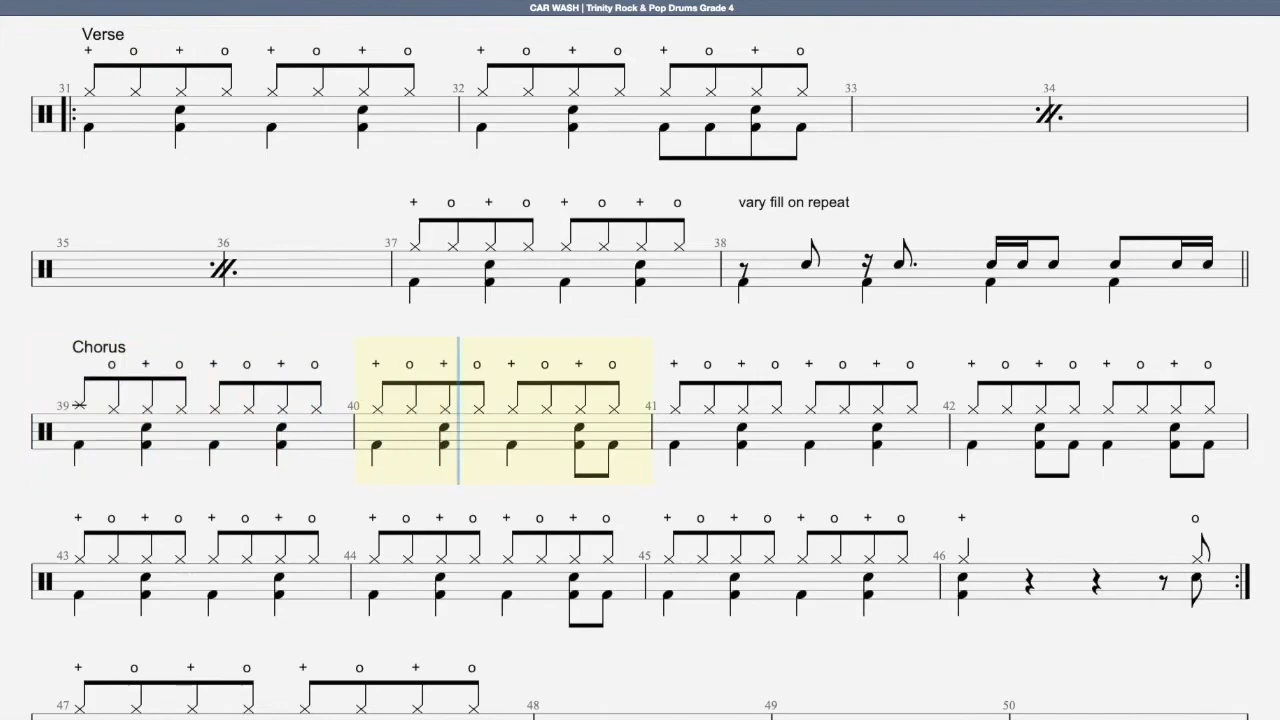 CAR WASH | Trinity Rock & Pop Drums Grade 4
Verse
+ o + o + o + o + o + o + o + o
31 32 33 34
+ o + o + o + o vary fill on repeat
35 36 37 38
Chorus
o + o + o + o + o + o + o + o + o + o + o + o + o + o + o + o
39 40 41 42
+ o + o + o + o + o + o + o + o + o + o + o + o + o
43 44 45 46
+ o + o + o + o
47 48 49 50